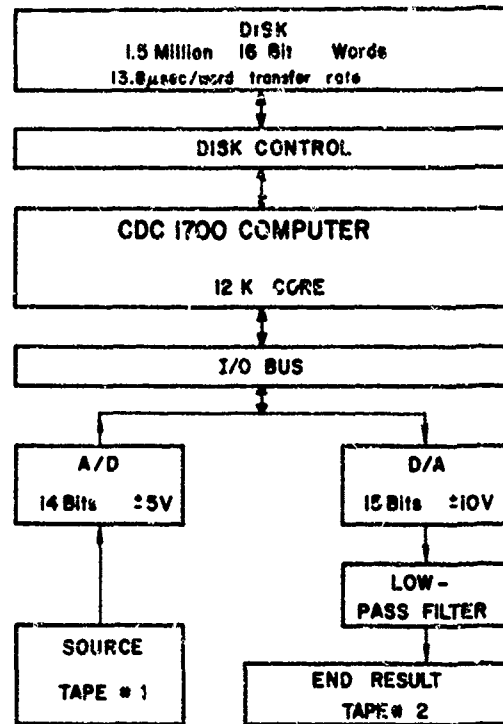 DISK
1.5 Million 16 Bit Words
13.8µsec/word transfer rate
DISK CONTROL
CDC 1700 COMPUTER
12 K CORE
I/O BUS
A/D
14 Bits ±5V
D/A
15 Bits ±10V
LOW-
PASS FILTER
SOURCE
TAPE # 1
END RESULT
TAPE # 2